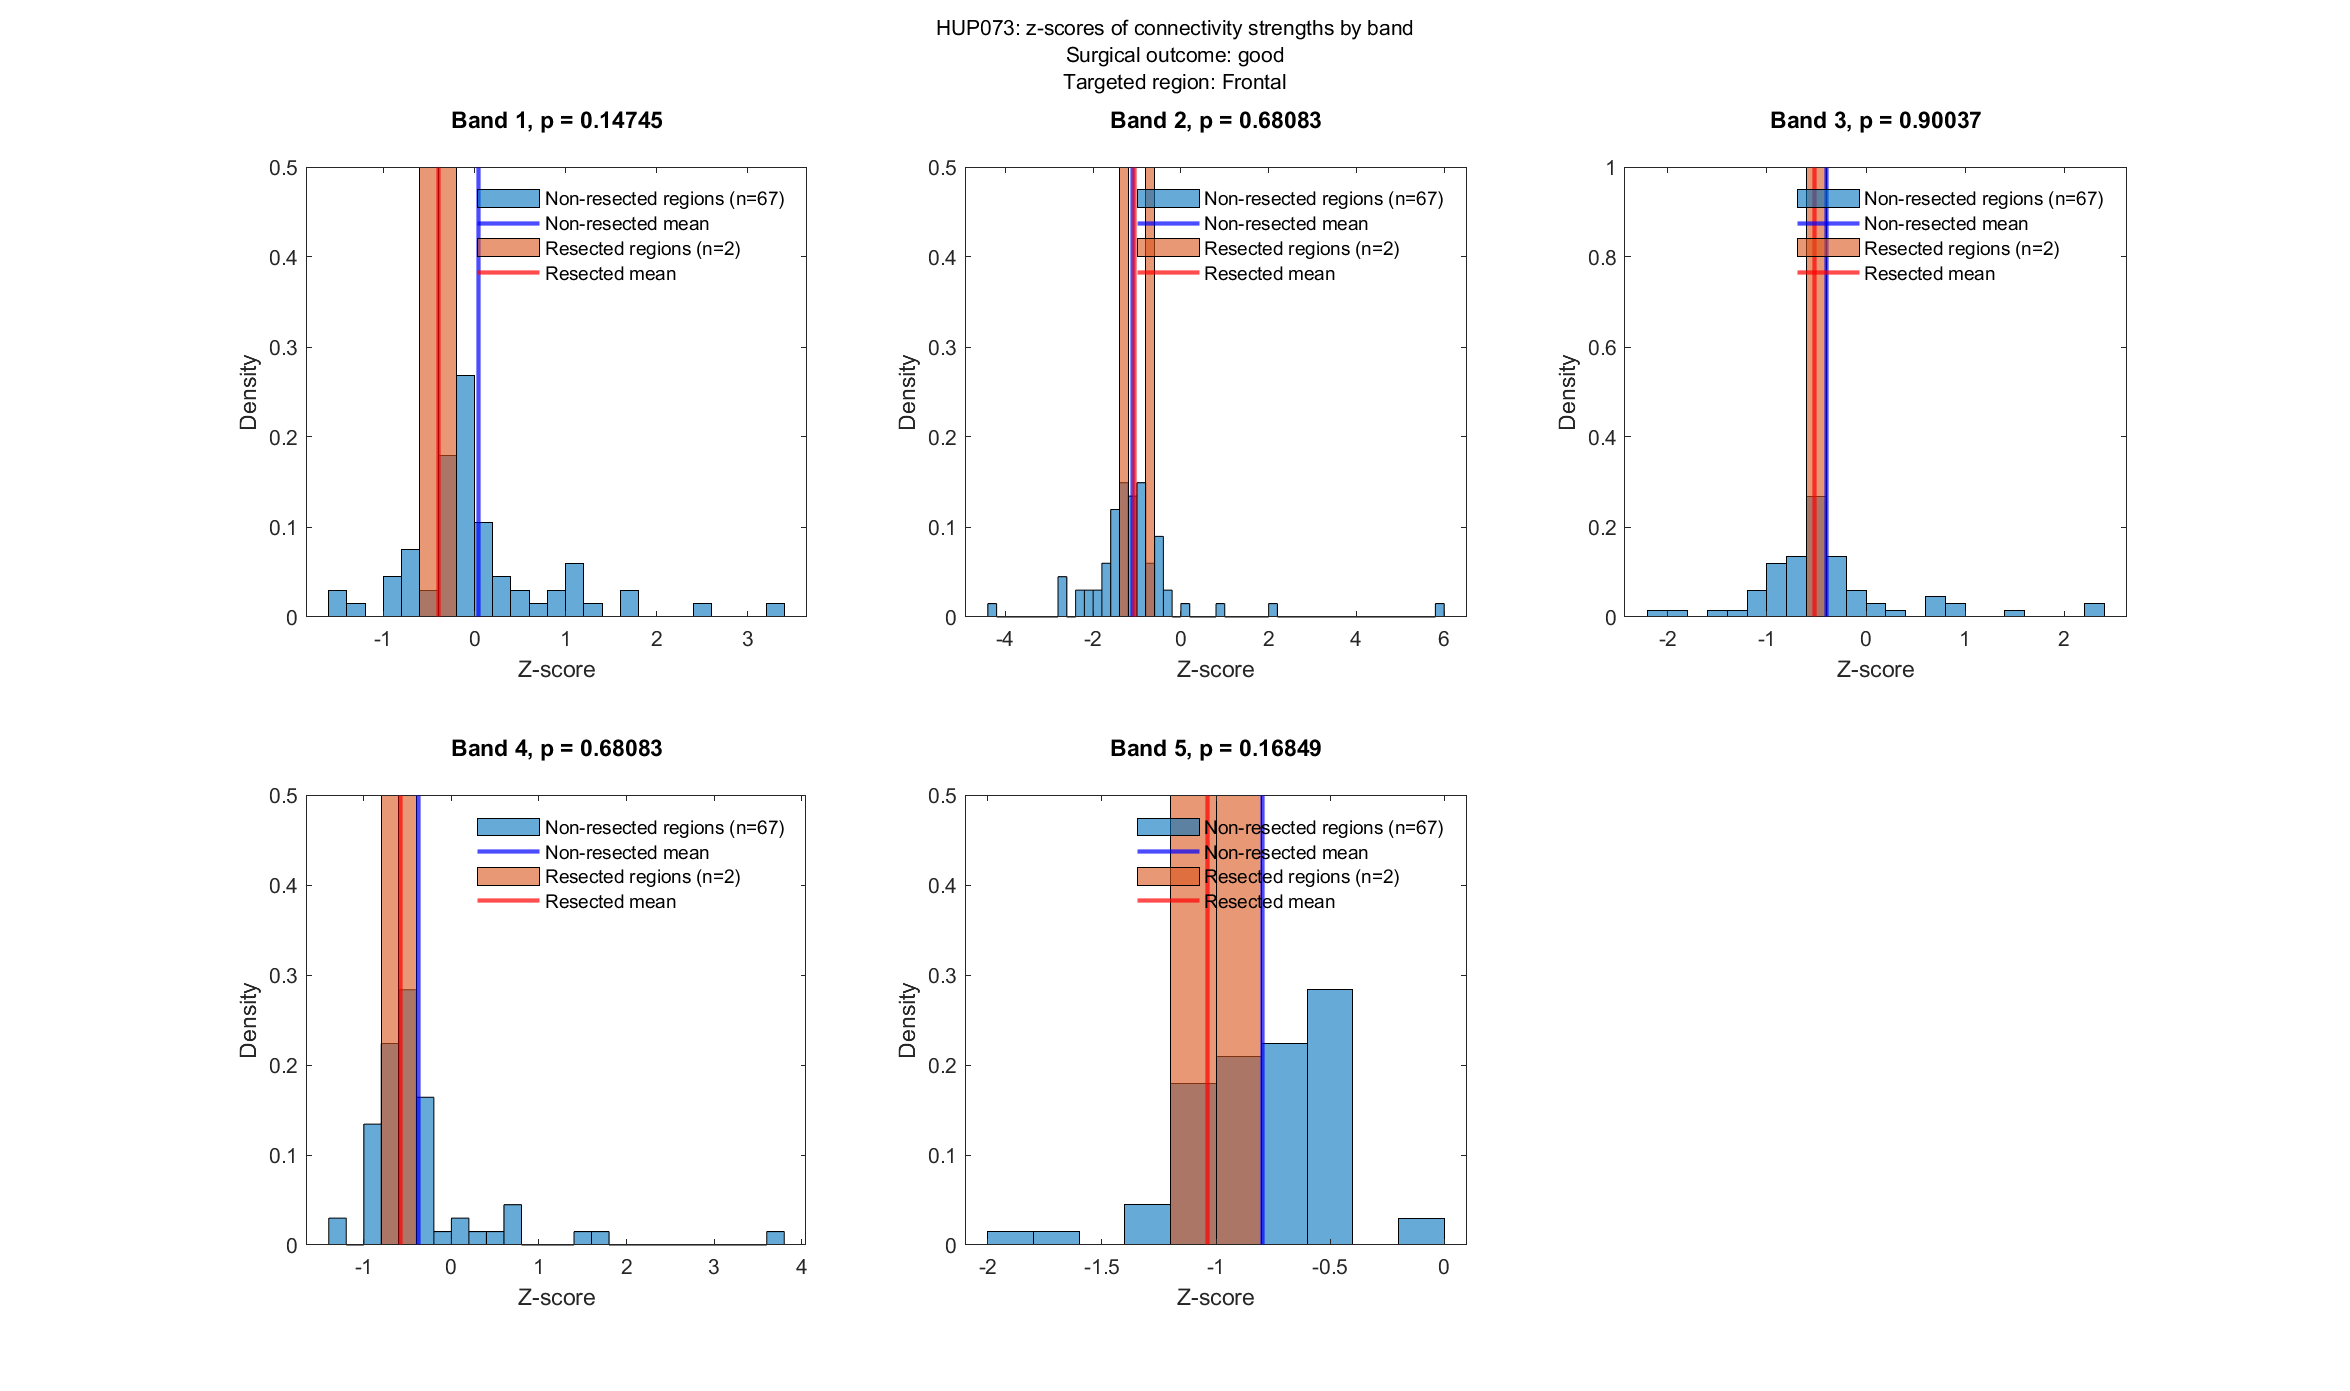 HUP073: z-scores of connectivity strengths by band
Surgical outcome: good
Targeted region: Frontal
Band 1, p = 0.14745
0.5
0.4
0.3
0.2
0.1
0
Density
-1 0 1 2 3
Z-score
Non-resected regions (n=67)
Non-resected mean
Resected regions (n=2)
Resected mean
Band 2, p = 0.68083
0.5
0.4
0.3
0.2
0.1
0
Density
-4 -2 0 2 4 6
Z-score
Non-resected regions (n=67)
Non-resected mean
Resected regions (n=2)
Resected mean
Band 3, p = 0.90037
1
0.8
0.6
0.4
0.2
0
Density
-2 -1 0 1 2
Z-score
Non-resected regions (n=67)
Non-resected mean
Resected regions (n=2)
Resected mean
Band 4, p = 0.68083
0.5
0.4
0.3
0.2
0.1
0
Density
-1 0 1 2 3 4
Z-score
Non-resected regions (n=67)
Non-resected mean
Resected regions (n=2)
Resected mean
Band 5, p = 0.16849
0.5
0.4
0.3
0.2
0.1
0
Density
-2 -1.5 -1 -0.5 0
Z-score
Non-resected regions (n=67)
Non-resected mean
Resected regions (n=2)
Resected mean